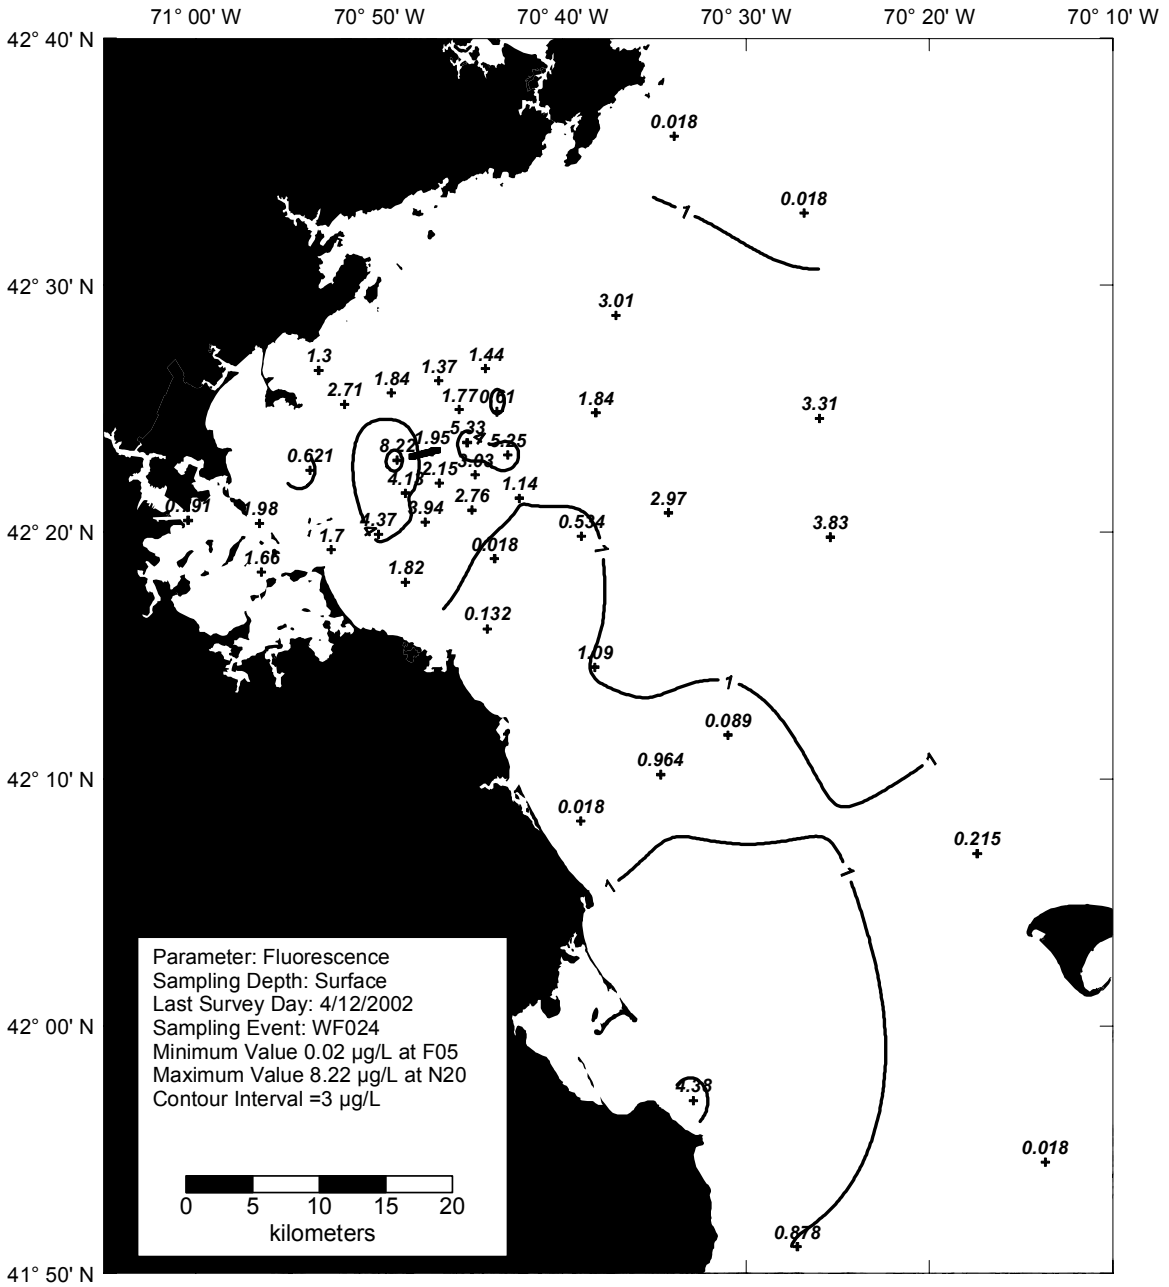 71° 00' W 70° 50' W 70° 40' W 70° 30' W 70° 20' W 70° 10' W
42° 40' N
0.018
0.018
1
42° 30' N
3.01
1.3
1.44
1.37
1.84
2.71
1.77
0.61
1.84
3.31
5.33
5.25
1.95
8.22
0.621
2.15
3.03
4.13
1.14
2.76
2.97
1.98
3.94
4.37
0.534
3.83
42° 20' N
1.7
0.018
1
1.66
1.82
0.132
1.09
1
0.089
0.964
1
42° 10' N
0.018
0.215
1
1
Parameter: Fluorescence
Sampling Depth: Surface
Last Survey Day: 4/12/2002
Sampling Event: WF024
Minimum Value 0.02 µg/L at F05
Maximum Value 8.22 µg/L at N20
Contour Interval =3 µg/L
42° 00' N
4.38
0.018
0 5 10 15 20
kilometers
0.878
41° 50' N